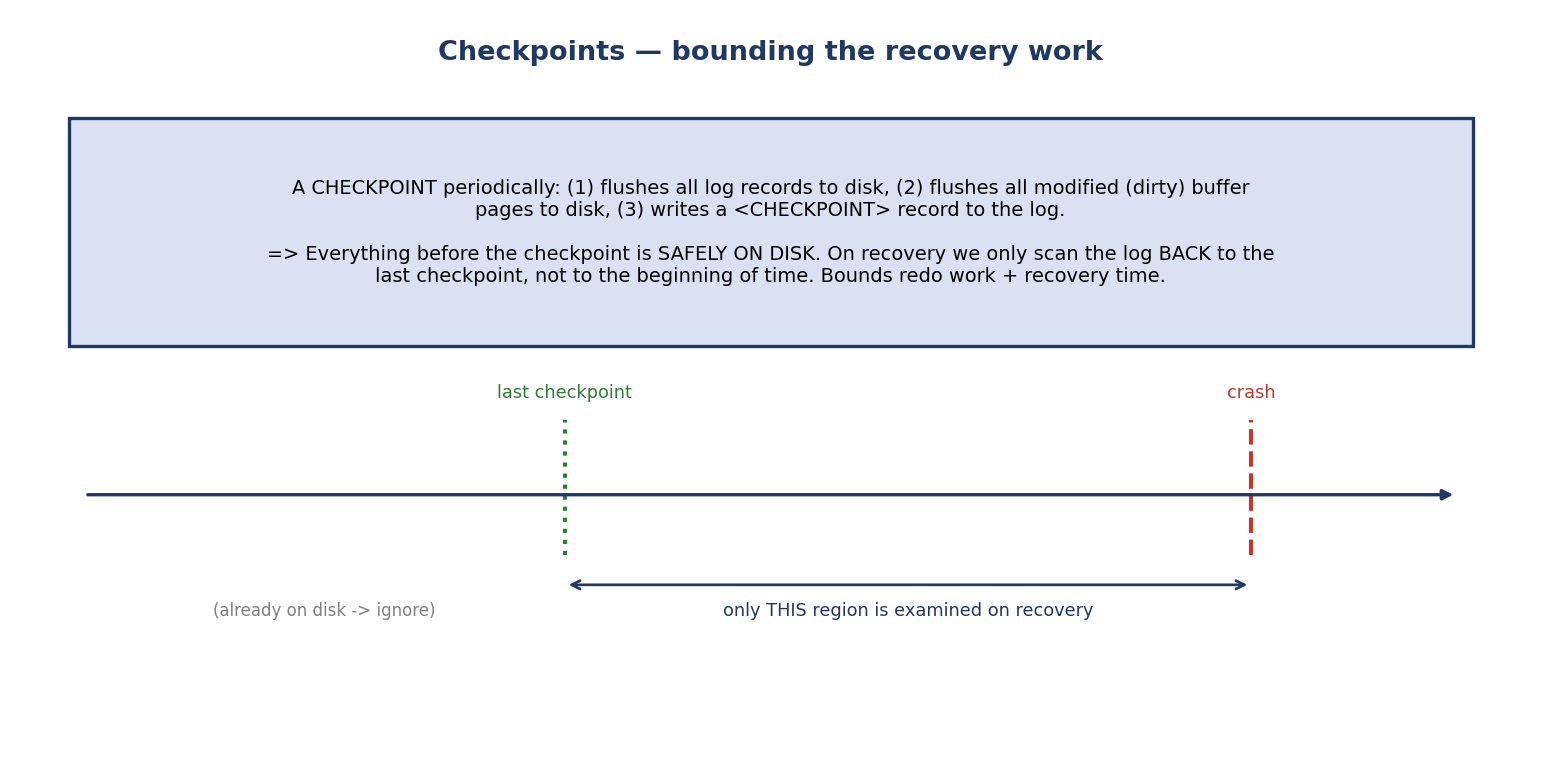 Checkpoints — bounding the recovery work
A CHECKPOINT periodically: (1) flushes all log records to disk, (2) flushes all modified (dirty) buffer
pages to disk, (3) writes a <CHECKPOINT> record to the log.
=> Everything before the checkpoint is SAFELY ON DISK. On recovery we only scan the log BACK to the
last checkpoint, not to the beginning of time. Bounds redo work + recovery time.
last checkpoint
crash
(already on disk -> ignore)
only THIS region is examined on recovery